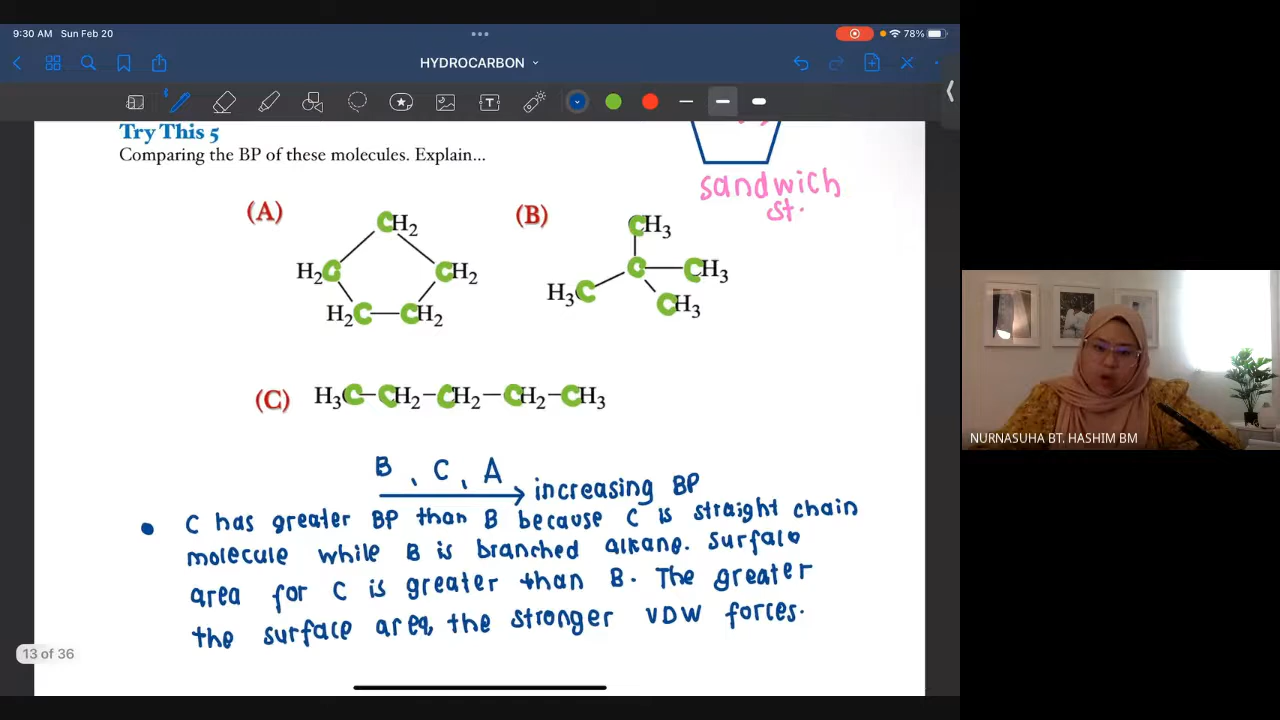 9:30 AM Sun Feb 20
78%
HYDROCARBON
T
Try This 5
Comparing the BP of these molecules. Explain...
sandwich
st.
(A)
CH2
H2C
CH2
H2C
CH2
(B)
CH3
C
CH3
H3C
CH3
(C)
H3C-CH2-CH2-CH2-CH3
B, C, A
increasing BP
• C has greater BP than B because C is straight chain
molecule while B is branched alkane. Surface
area for C is greater than B. The greater
the surface area, the stronger VDW forces.
13 of 36
NURNASUHA BT. HASHIM BM